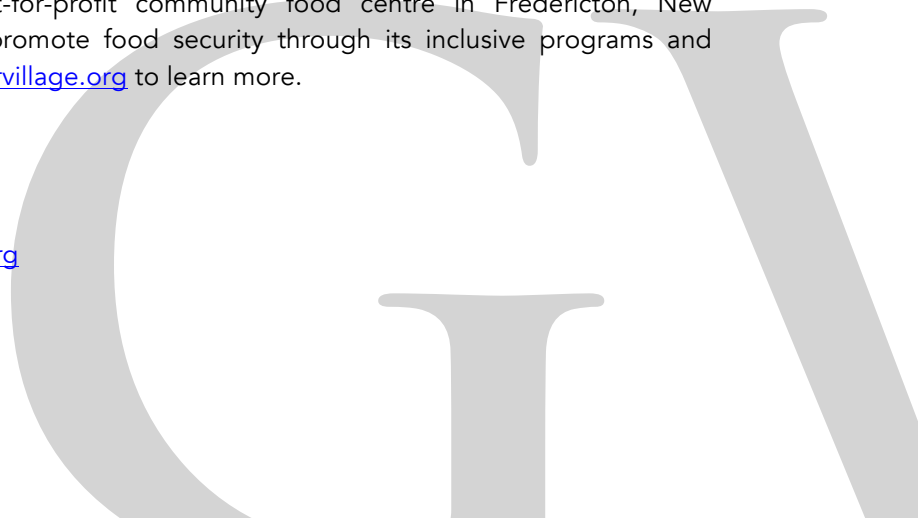 t-for-profit community food centre in Fredericton, New
promote food security through its inclusive programs and
rvillage.org to learn more.
rg
GV